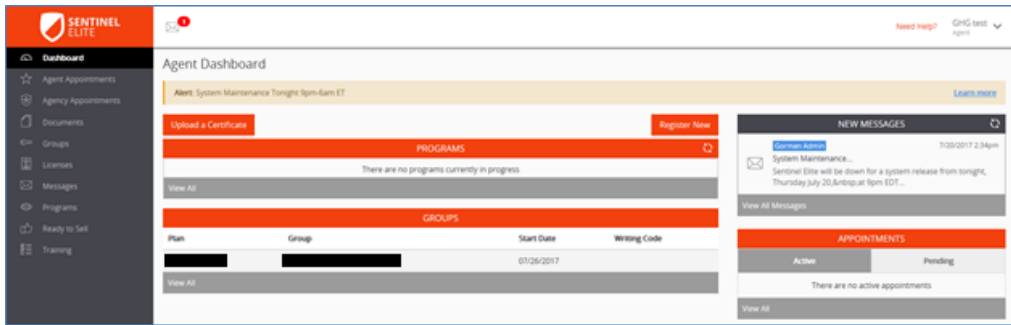 SENTINEL
ELITE
1
Need Help?
GHG test
Agent
Dashboard
Agent Appointments
Agency Appointments
Documents
Groups
Licenses
Messages
Programs
Ready to Sell
Training
Agent Dashboard
Alert: System Maintenance Tonight 9pm-6am ET
Learn more
Upload a Certificate
Register New
PROGRAMS
There are no programs currently in progress
View All
GROUPS
Plan Group Start Date Writing Code
07/26/2017
View All
NEW MESSAGES
Gorman Admin 7/20/2017 2:34pm
System Maintenance...
Sentinel Elite will be down for a system release from tonight,
Thursday July 20,&nbsp;at 9pm EDT...
View All Messages
APPOINTMENTS
Active Pending
There are no active appointments
View All